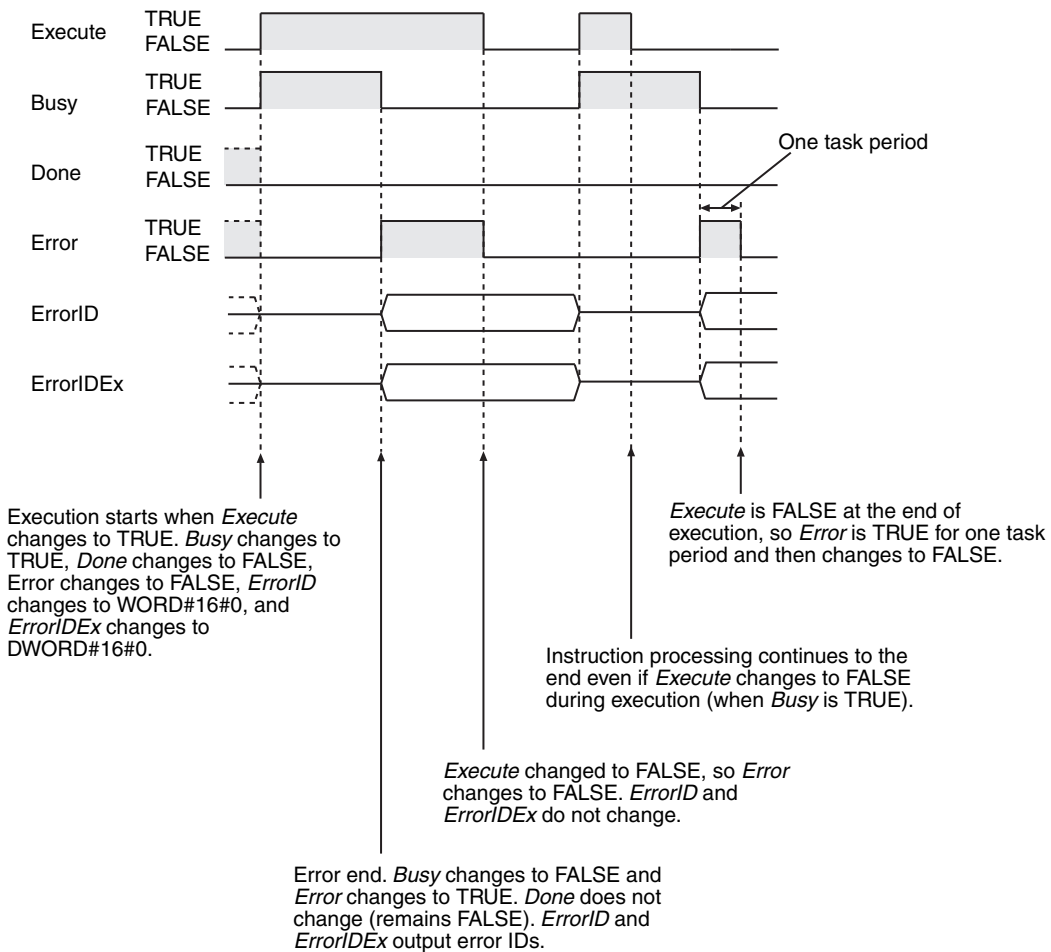 Execute
TRUE
FALSE
Busy
TRUE
FALSE
Done
TRUE
FALSE
One task period
Error
TRUE
FALSE
ErrorID
ErrorIDEx
Execution starts when Execute
changes to TRUE. Busy changes to
TRUE, Done changes to FALSE,
Error changes to FALSE, ErrorID
changes to WORD#16#0, and
ErrorIDEx changes to
DWORD#16#0.
Execute is FALSE at the end of
execution, so Error is TRUE for one task
period and then changes to FALSE.
Instruction processing continues to the
end even if Execute changes to FALSE
during execution (when Busy is TRUE).
Execute changed to FALSE, so Error
changes to FALSE. ErrorID and
ErrorIDEx do not change.
Error end. Busy changes to FALSE and
Error changes to TRUE. Done does not
change (remains FALSE). ErrorID and
ErrorIDEx output error IDs.